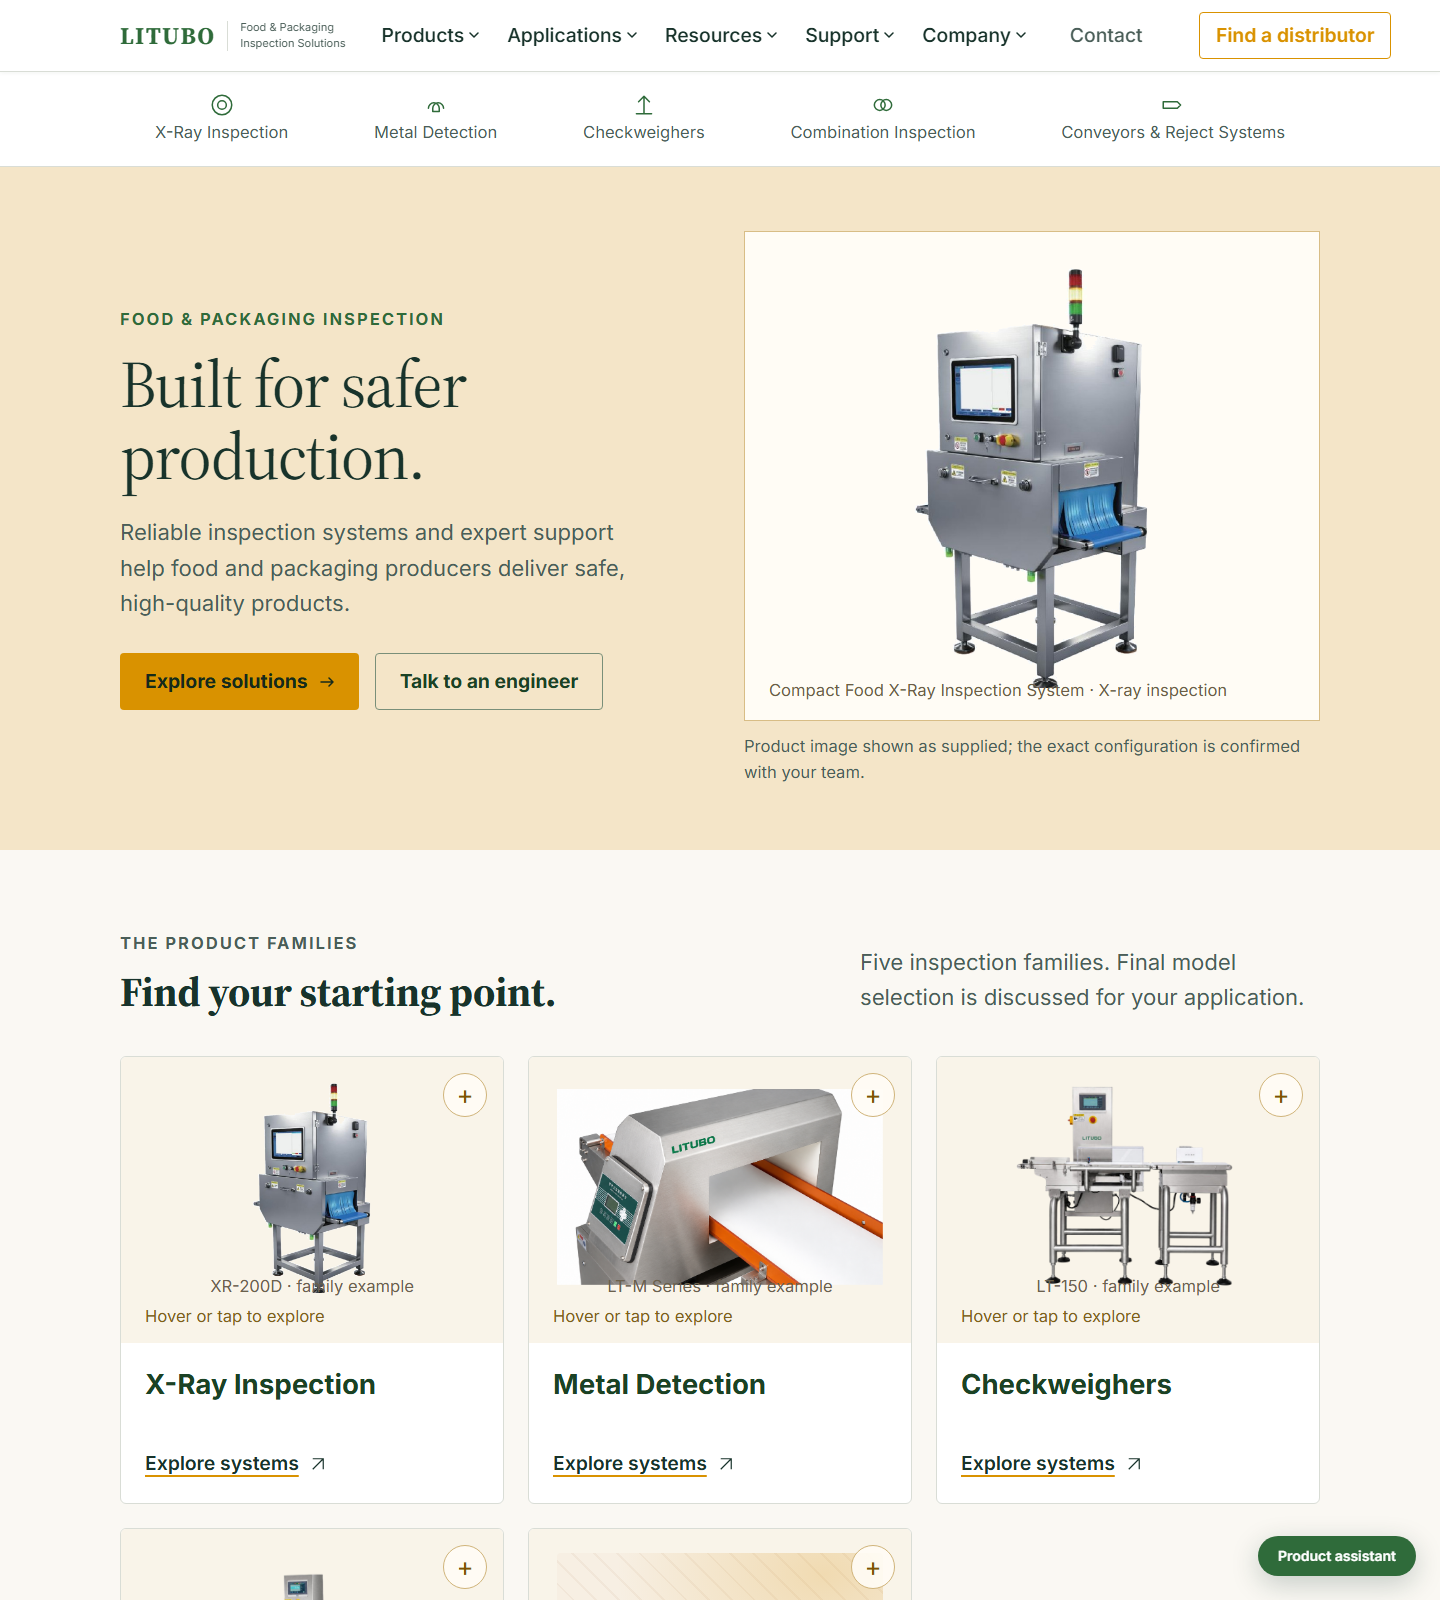 LITUBO
Food & Packaging
Inspection Solutions
Products
Applications
Resources
Support
Company
Contact
Find a distributor
X-Ray Inspection
Metal Detection
Checkweighers
Combination Inspection
Conveyors & Reject Systems
FOOD & PACKAGING INSPECTION
Built for safer
production.
Reliable inspection systems and expert support
help food and packaging producers deliver safe,
high-quality products.
Explore solutions →
Talk to an engineer
Compact Food X-Ray Inspection System · X-ray inspection
Product image shown as supplied; the exact configuration is confirmed
with your team.
THE PRODUCT FAMILIES
Find your starting point.
Five inspection families. Final model
selection is discussed for your application.
+
XR-200D · family example
Hover or tap to explore
X-Ray Inspection
Explore systems
+
LITUBO
LT-M Series · family example
Hover or tap to explore
Metal Detection
Explore systems
+
LITUBO
LT-150 · family example
Hover or tap to explore
Checkweighers
Explore systems
+
+
Product assistant